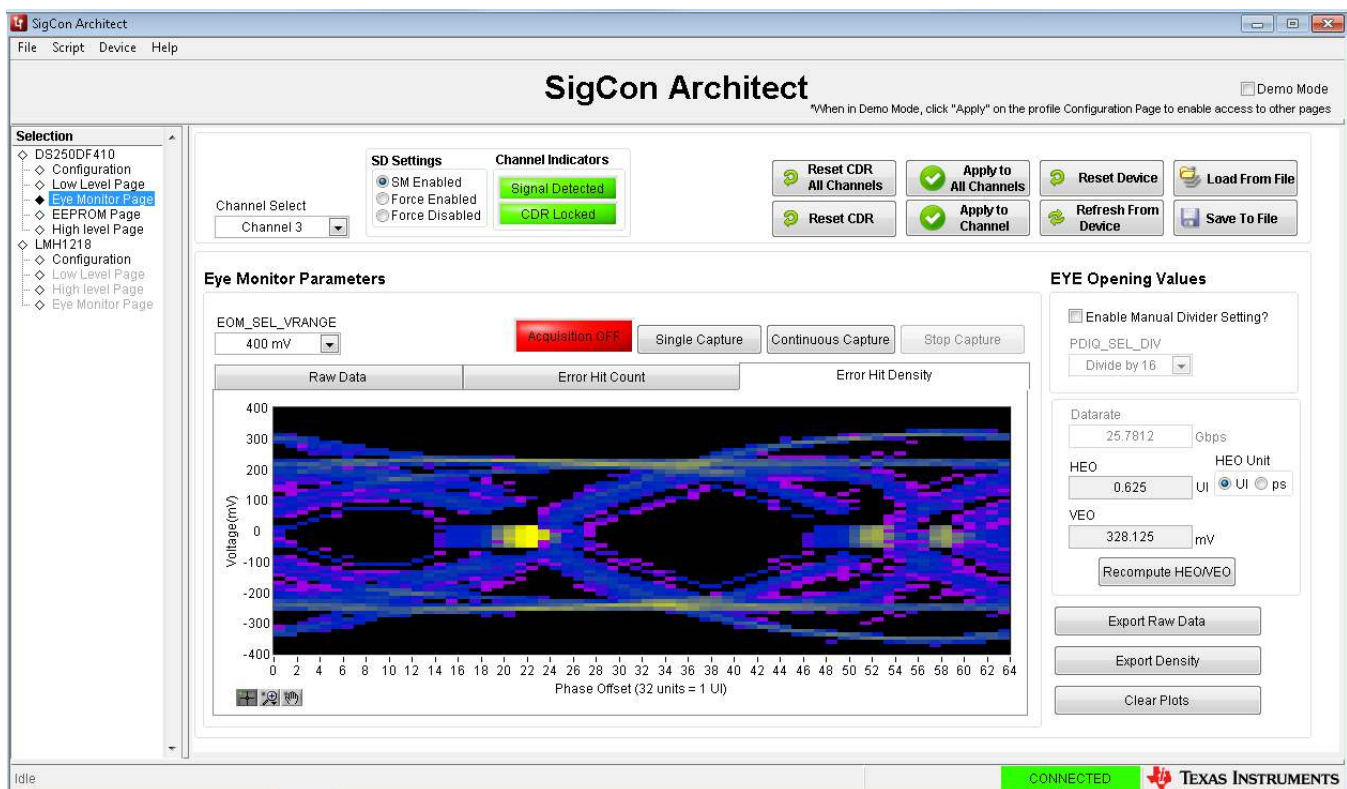 SigCon Architect
File Script Device Help
SigCon Architect
Demo Mode
*When in Demo Mode, click "Apply" on the profile Configuration Page to enable access to other pages
Selection
DS250DF410
Configuration
Low Level Page
Eye Monitor Page
EEPROM Page
High level Page
LMH1218
Configuration
Low Level Page
High level Page
Eye Monitor Page
Channel Select
Channel 3
SD Settings
SM Enabled
Force Enabled
Force Disabled
Channel Indicators
Signal Detected
CDR Locked
Reset CDR
All Channels
Apply to
All Channels
Reset Device
Load From File
Reset CDR
Apply to
Channel
Refresh From
Device
Save To File
Eye Monitor Parameters
EOM_SEL_VRANGE
400 mV
Acquisition OFF
Single Capture
Continuous Capture
Stop Capture
Raw Data
Error Hit Count
Error Hit Density
Voltage(mV)
400
300
200
100
0
-100
-200
-300
-400
0 2 4 6 8 10 12 14 16 18 20 22 24 26 28 30 32 34 36 38 40 42 44 46 48 50 52 54 56 58 60 62 64
Phase Offset (32 units = 1 UI)
EYE Opening Values
Enable Manual Divider Setting?
PDIQ_SEL_DIV
Divide by 16
Datarate
25.7812 Gbps
HEO
0.625 UI
HEO Unit
UI ps
VEO
328.125 mV
Recompute HEO/VEO
Export Raw Data
Export Density
Clear Plots
Idle
CONNECTED
TEXAS INSTRUMENTS